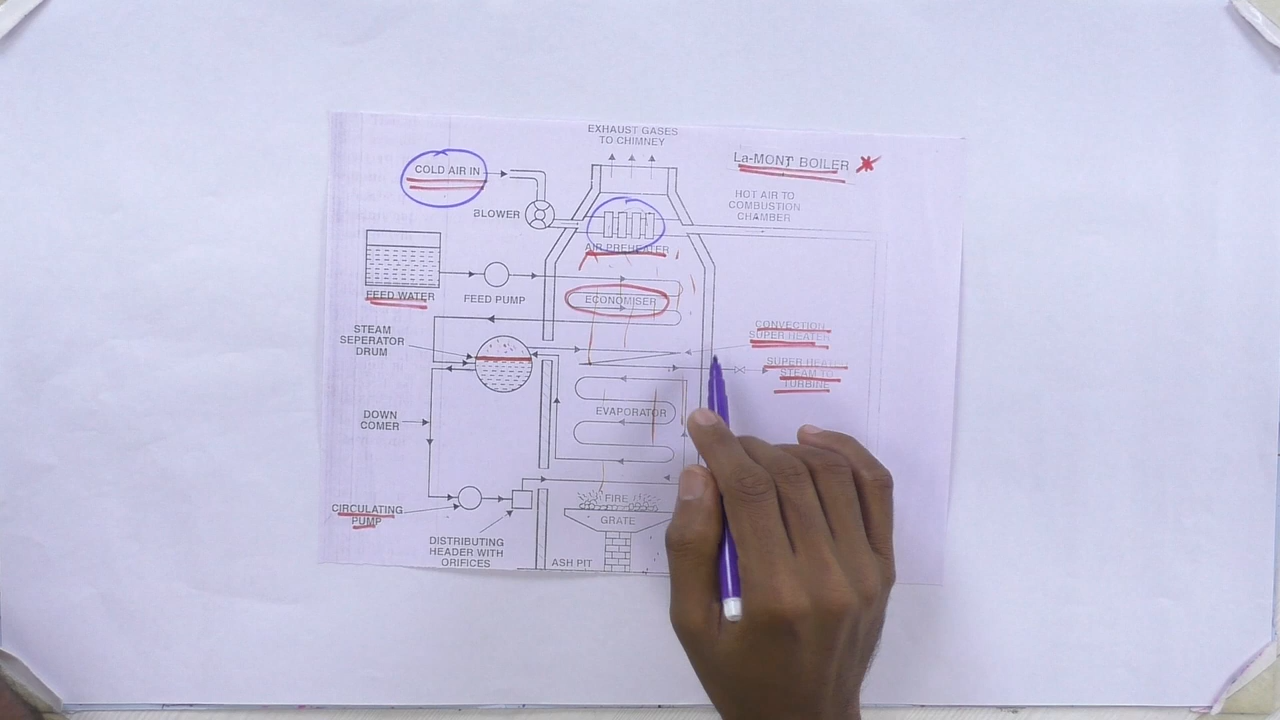 EXHAUST GASES
TO CHIMNEY
La-MONT BOILER
COLD AIR IN
HOT AIR TO
COMBUSTION
CHAMBER
BLOWER
AIR PREHEATER
FEED WATER
FEED PUMP
ECONOMISER
STEAM
SEPERATOR
DRUM
CONVECTION
SUPER HEATER
SUPER HEATED
STEAM TO
TURBINE
EVAPORATOR
DOWN
COMER
FIRE
CIRCULATING
PUMP
GRATE
DISTRIBUTING
HEADER WITH
ORIFICES
ASH PIT